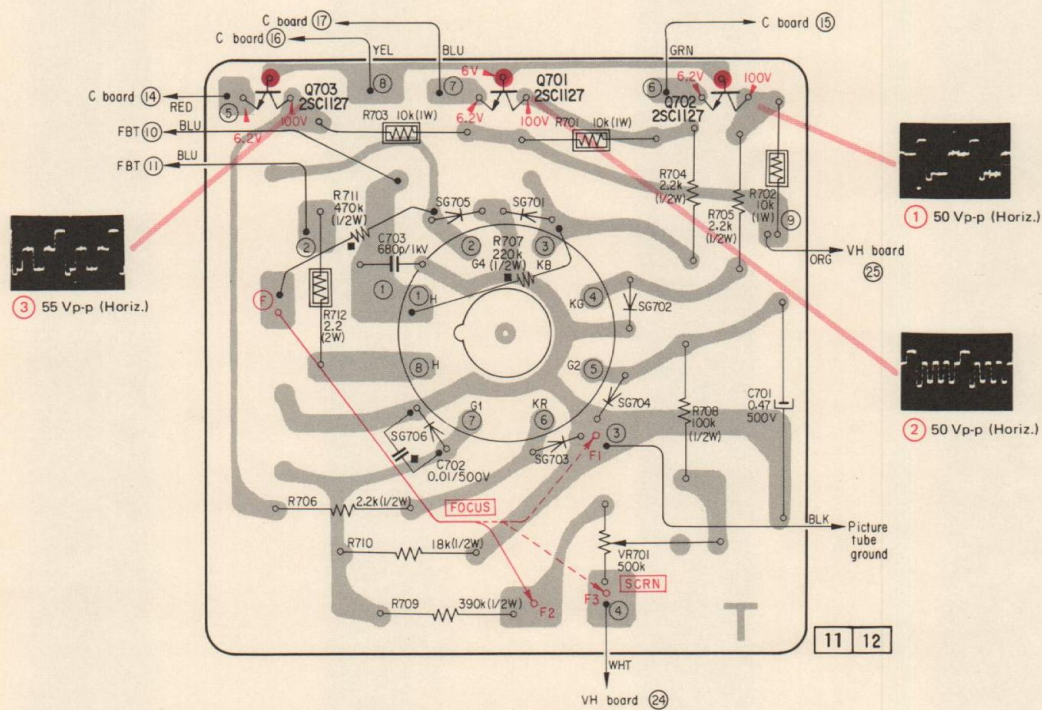 C board 17
C board 16
C board 15
YEL
BLU
GRN
C board 14
RED
5
Q703
2SC1127
6.2V
100V
8
7
6V
Q701
2SC1127
6.2V
100V
6
6.2V
100V
Q702
2SC1127
FBT 10
BLU
FBT 11
BLU
R703 10k(1W)
R701 10k(1W)
R704
2.2k
(1/2W)
R705
2.2k
(1/2W)
R702
10k
(1W)
9
ORG
VH board
25
1 50 Vp-p (Horiz.)
2 50 Vp-p (Horiz.)
3 55 Vp-p (Horiz.)
2
R711
470k
(1/2W)
C703
680p/1kV
SG705
SG701
2
G4
R707
220k
(1/2W)
3
KB
1
1 H
KG 4
SG702
F
R712
2.2
(2W)
8 H
G2 5
SG704
R708
100k
(1/2W)
C701
0.47
500V
G1
7
KR
6
SG706
C702
0.01/500V
SG703
F1
3
R706 2.2k(1/2W)
FOCUS
R710 18k(1/2W)
BLK
Picture
tube
ground
VR701
500k
SCRN
R709 390k(1/2W)
F2
F3
4
T
11 12
WHT
VH board 24